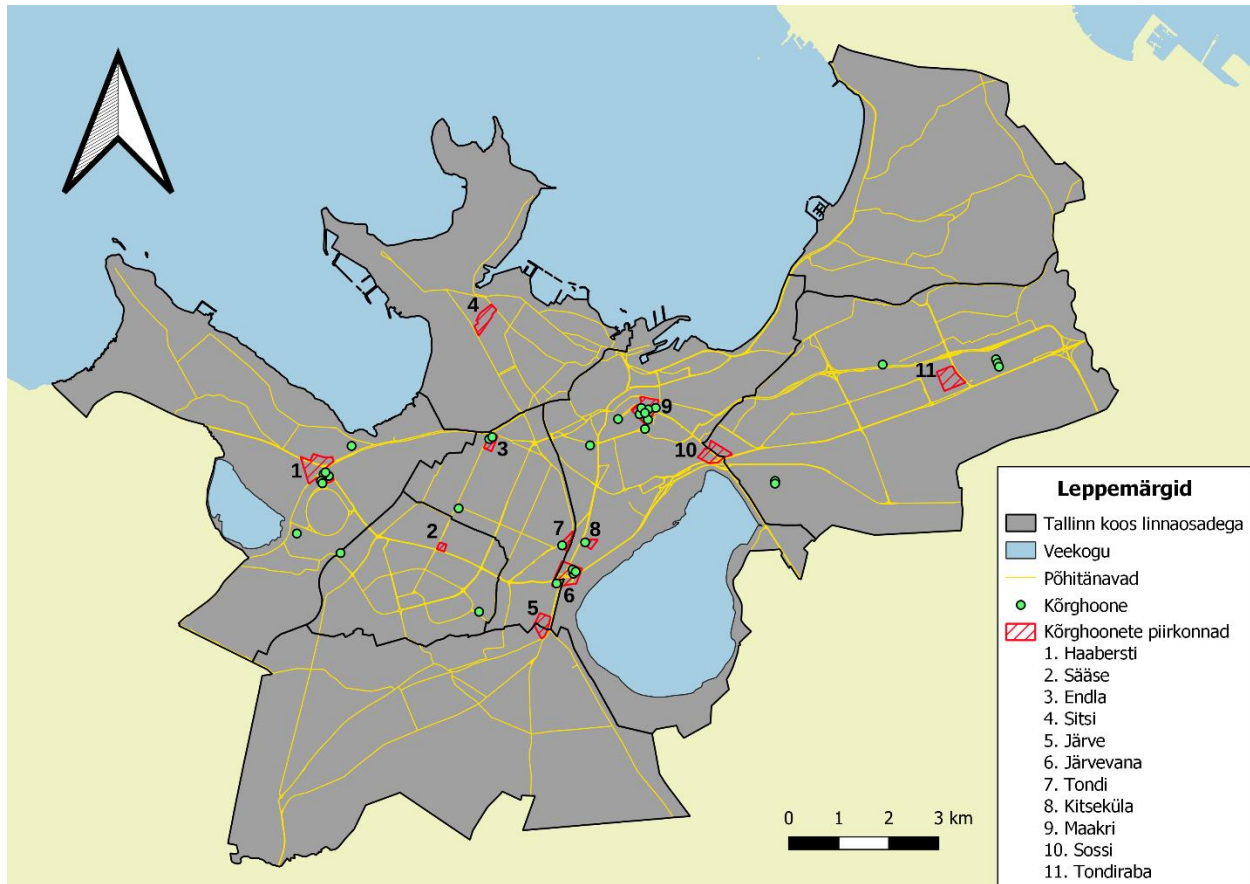 4
11
9
10
3
1
7
8
2
6
5
0 1 2 3 km
Leppemärgid
Tallinn koos linnaosadega
Veekogu
Põhitänavad
Kõrghoone
Kõrghoonete piirkonnad
1. Haabersti
2. Sääse
3. Endla
4. Sitsi
5. Järve
6. Järvevana
7. Tondi
8. Kitseküla
9. Maakri
10. Sossi
11. Tondiraba